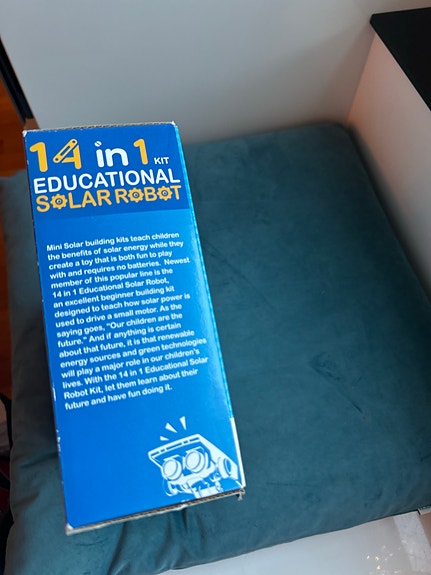 14 in 1 KIT
EDUCATIONAL
SOLAR ROBOT
Mini Solar building kits teach children
the benefits of solar energy while they
create a toy that is both fun to play
with and requires no batteries. Newest
member of this popular line is the
14 in 1 Educational Solar Robot,
an excellent beginner building kit
designed to teach how solar power is
used to drive a small motor. As the
saying goes, "Our children are the
future." And if anything is certain
about that future, it is that renewable
energy sources and green technologies
will play a major role in our children's
lives. With the 14 in 1 Educational Solar
Robot Kit, let them learn about their
future and have fun doing it.